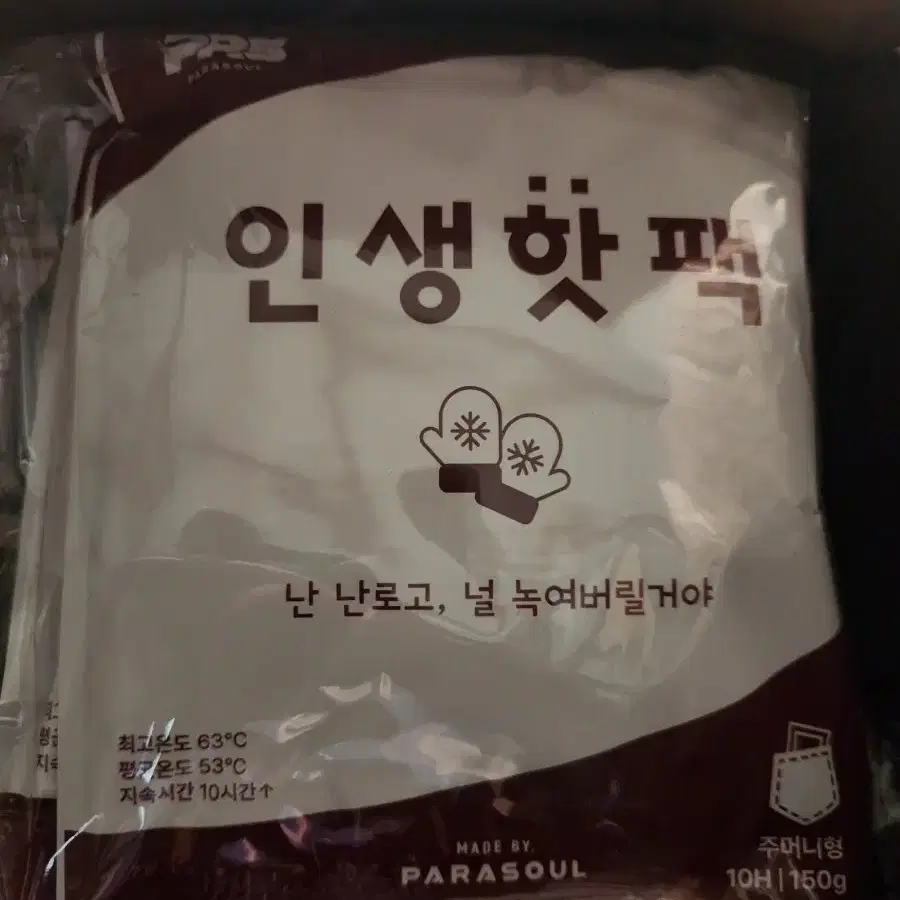 PRS
PARASOUL
인생핫팩
난 난로고, 널 녹여버릴거야
최고온도 63°C
평균온도 53°C
지속시간 10시간↑
MADE BY.
PARASOUL
주머니형
10H | 150g